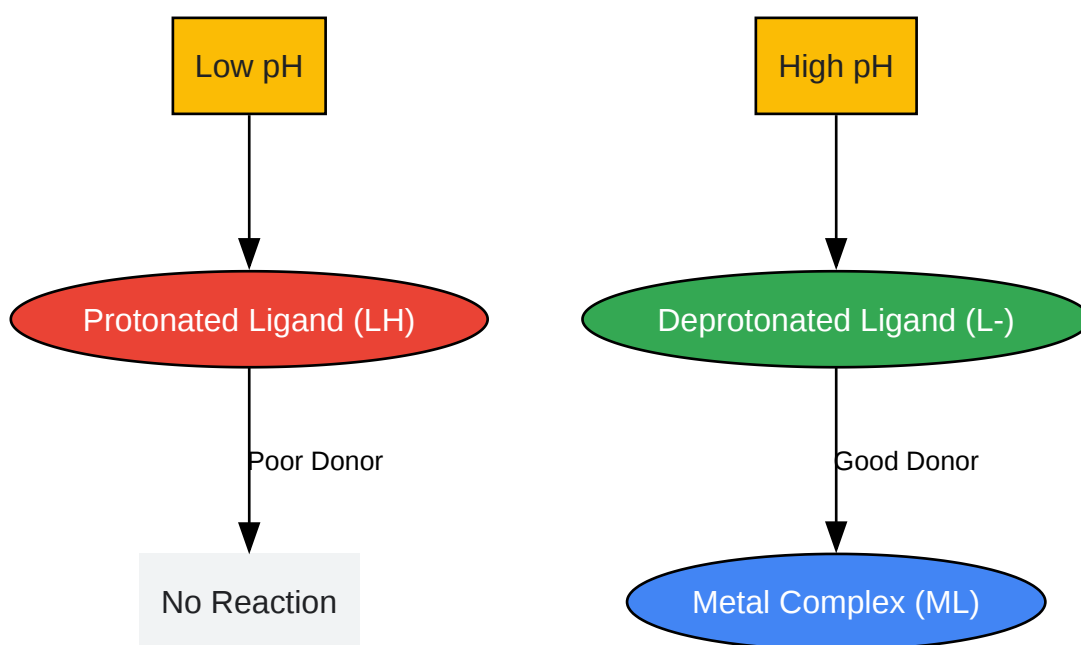 Low pH
High pH
Protonated Ligand (LH)
Deprotonated Ligand (L-)
Poor Donor
Good Donor
No Reaction
Metal Complex (ML)